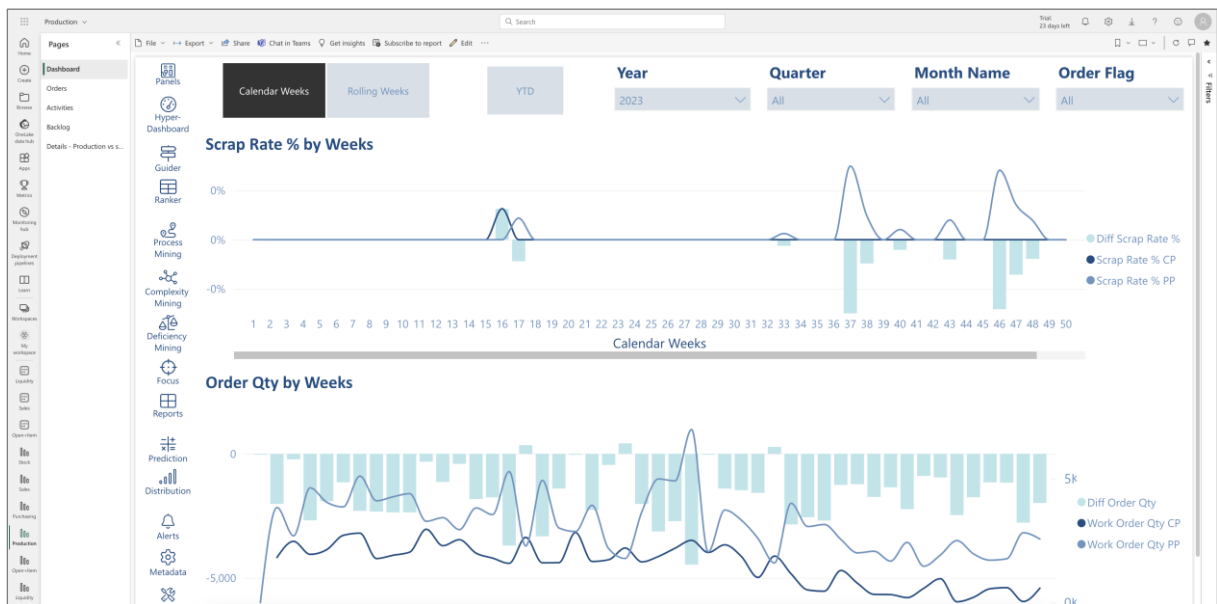 Production
Search
Trial
23 days left
Home
Create
Browse
OneLake
data hub
Apps
Metrics
Monitoring
hub
Deployment
pipelines
Learn
Workspaces
My
workspace
Liquidity
Sales
Open-Item
Stock
Sales
Purchasing
Production
Open-Item
Liquidity
Pages
Dashboard
Orders
Activities
Backlog
Details - Production vs s...
File
Export
Share
Chat in Teams
Get insights
Subscribe to report
Edit
...
Filters
Panels
Hyper-
Dashboard
Guider
Ranker
Process
Mining
Complexity
Mining
Deficiency
Mining
Focus
Reports
Prediction
Distribution
Alerts
Metadata
Calendar Weeks
Rolling Weeks
YTD
Year
2023
Quarter
All
Month Name
All
Order Flag
All
Scrap Rate % by Weeks
0%
0%
-0%
1 2 3 4 5 6 7 8 9 10 11 12 13 14 15 16 17 18 19 20 21 22 23 24 25 26 27 28 29 30 31 32 33 34 35 36 37 38 39 40 41 42 43 44 45 46 47 48 49 50
Calendar Weeks
Diff Scrap Rate %
Scrap Rate % CP
Scrap Rate % PP
Order Qty by Weeks
0
-5,000
5K
0K
Diff Order Qty
Work Order Qty CP
Work Order Qty PP